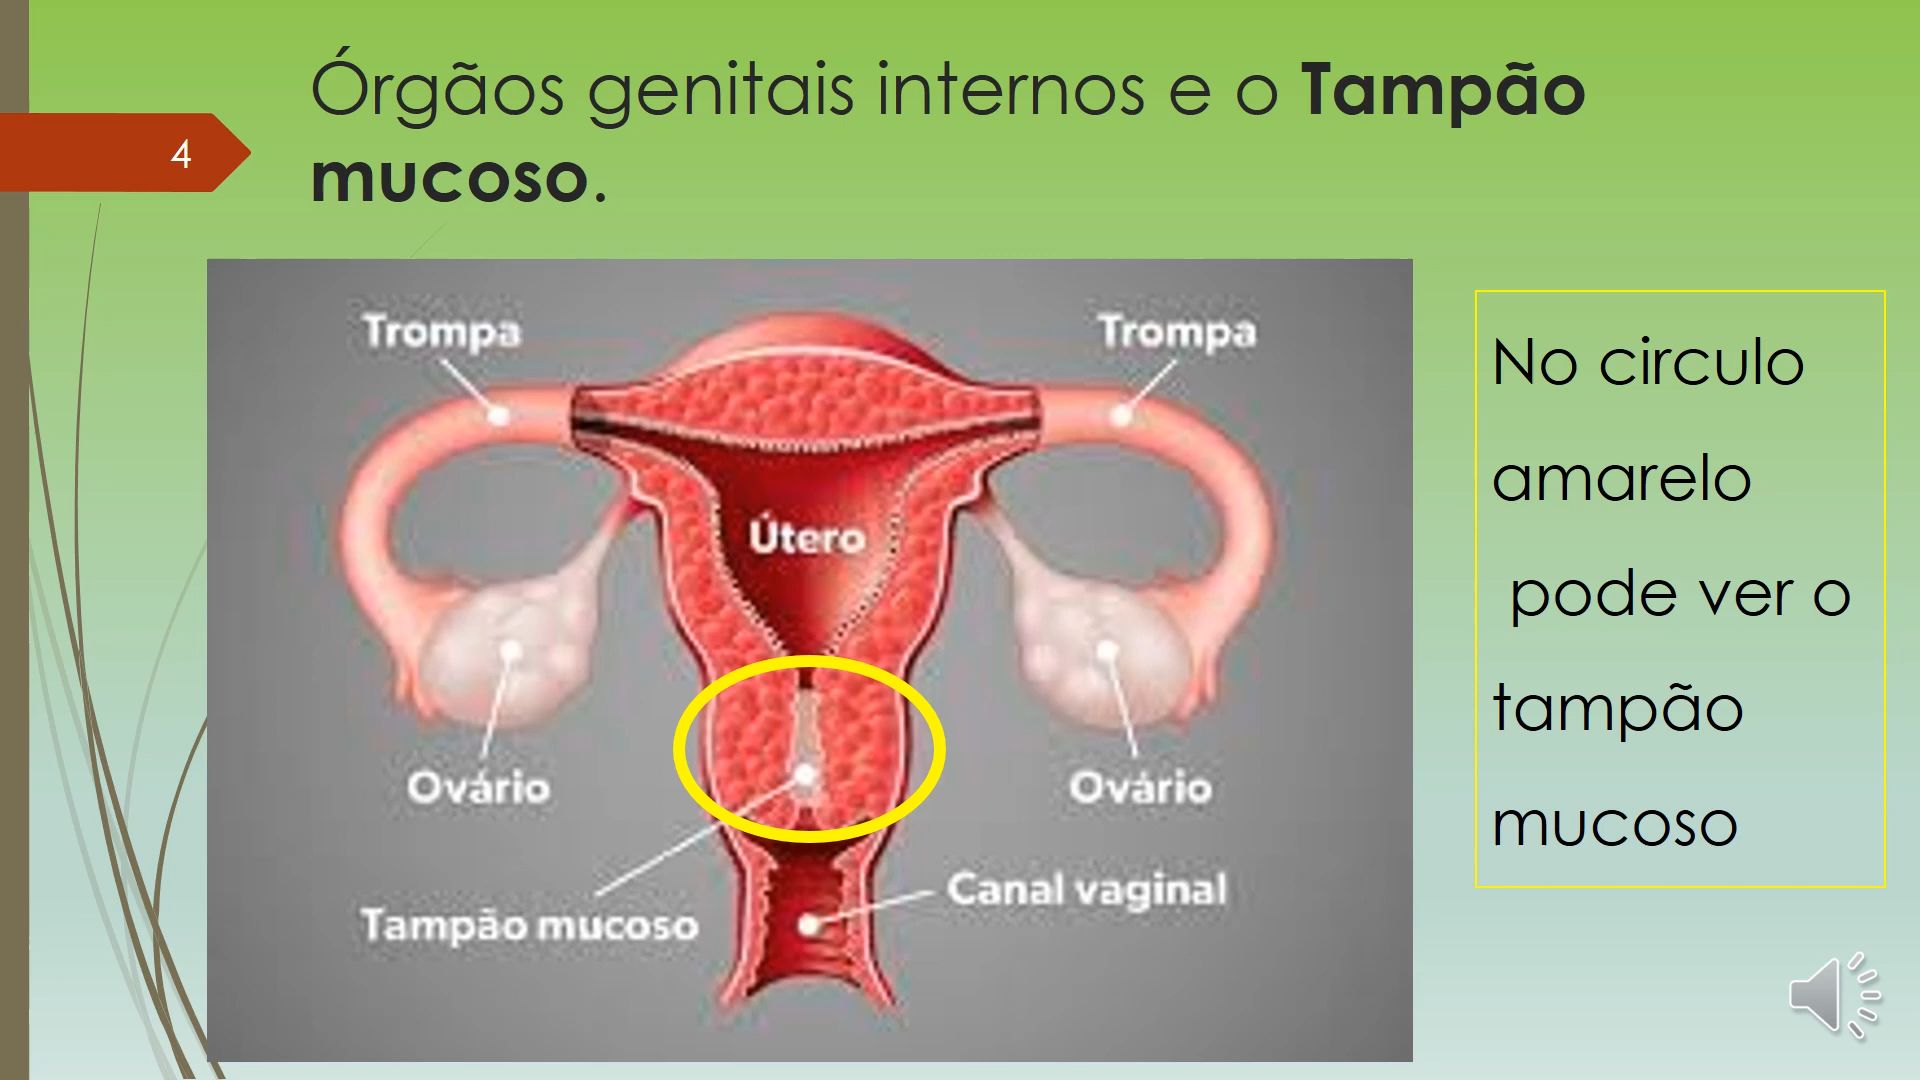 Órgãos genitais internos e o Tampão
mucoso.
4
Trompa
Trompa
Útero
Ovário
Ovário
Tampão mucoso
Canal vaginal
No circulo
amarelo
pode ver o
tampão
mucoso